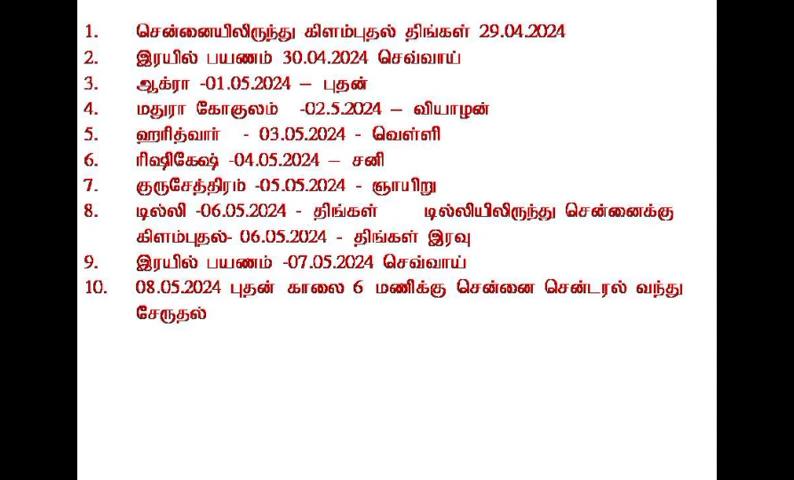 1. சென்னையிலிருந்து கிளம்புதல் திங்கள் 29.04.2024
2. இரயில் பயணம் 30.04.2024 செவ்வாய்
3. ஆக்ரா -01.05.2024 – புதன்
4. மதுரா கோகுலம் -02.5.2024 – வியாழன்
5. ஹரித்வார் - 03.05.2024 - வெள்ளி
6. ரிஷிகேஷ் -04.05.2024 – சனி
7. குருசேத்திரம் -05.05.2024 - ஞாயிறு
8. டில்லி -06.05.2024 - திங்கள் டில்லியிலிருந்து சென்னைக்கு
கிளம்புதல்- 06.05.2024 - திங்கள் இரவு
9. இரயில் பயணம் -07.05.2024 செவ்வாய்
10. 08.05.2024 புதன் காலை 6 மணிக்கு சென்னை சென்டரல் வந்து
சேருதல்